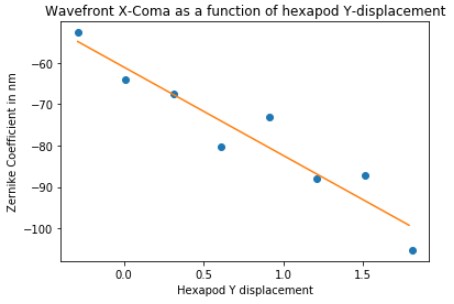 Wavefront X-Coma as a function of hexapod Y-displacement
Zernike Coefficient in nm
−60
−70
−80
−90
−100
0.0 0.5 1.0 1.5
Hexapod Y displacement